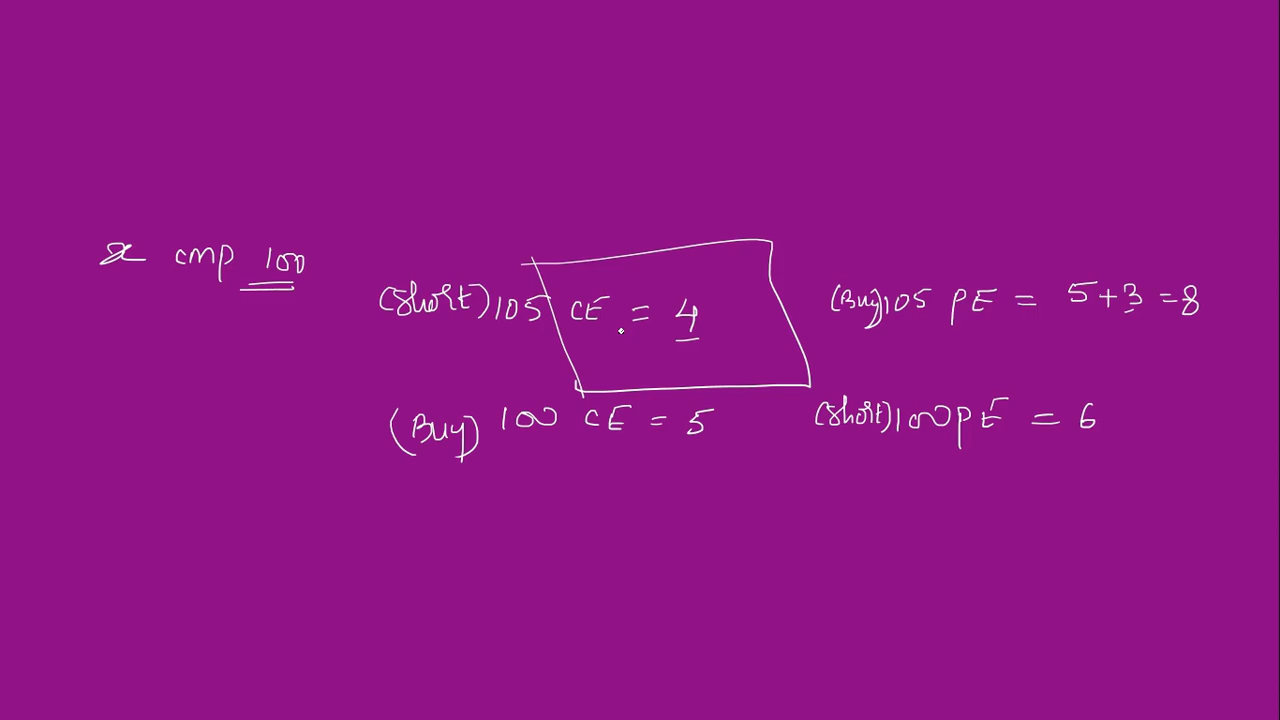 x cmp 100
(Short) 105 CE = 4
(Buy) 105 PE = 5+3 =8
(Buy) 100 CE = 5
(Short) 100 PE = 6